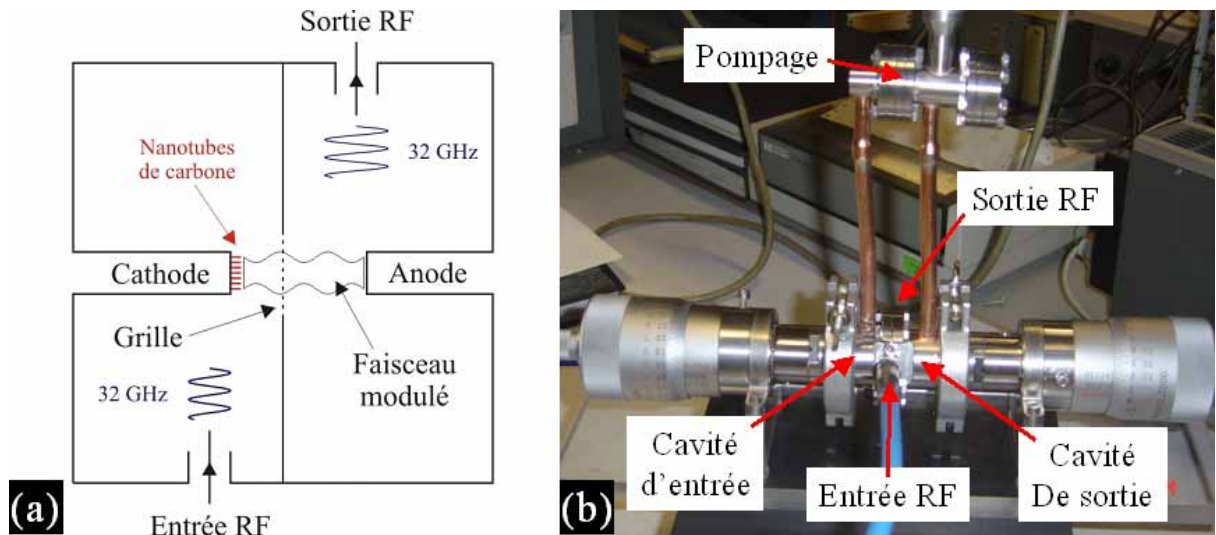 Sortie RF
32 GHz
Nanotubes
de carbone
Cathode
Anode
Grille
Faisceau
modulé
32 GHz
Entrée RF
(a)
Pompage
Sortie RF
Cavité
d'entrée
Entrée RF
Cavité
De sortie
(b)